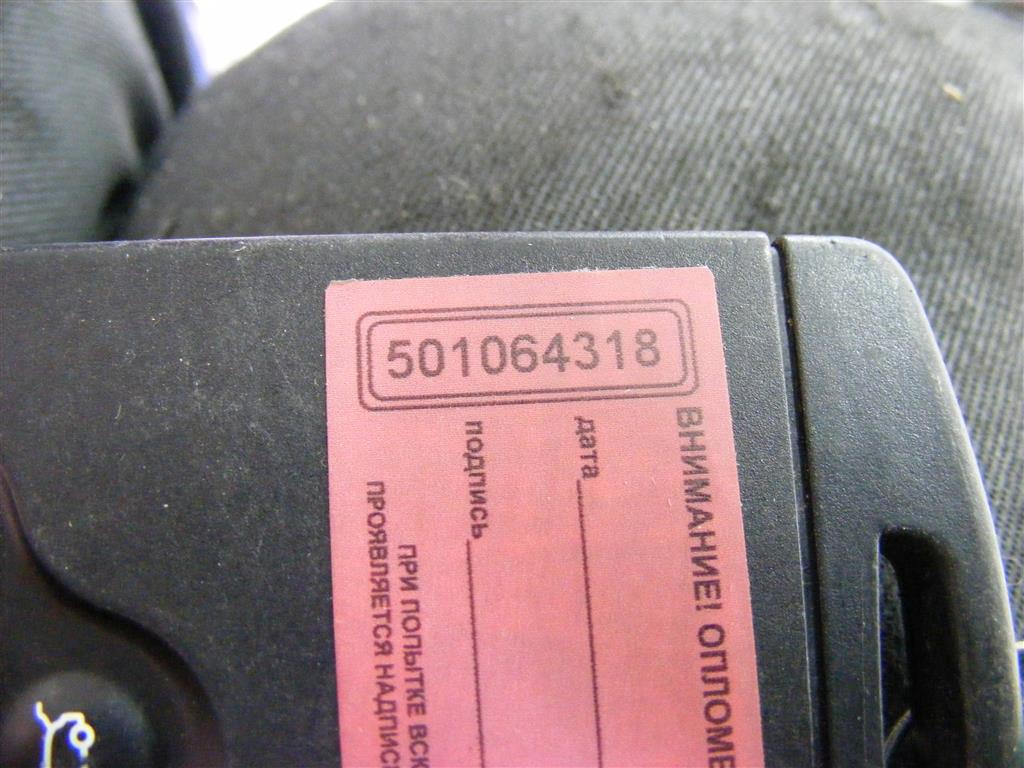 501064318
ВНИМАНИЕ! ОПЛОМБ
дата
подпись
ПРИ ПОПЫТКЕ ВСК
ПРОЯВЛЯЕТСЯ НАДПИС